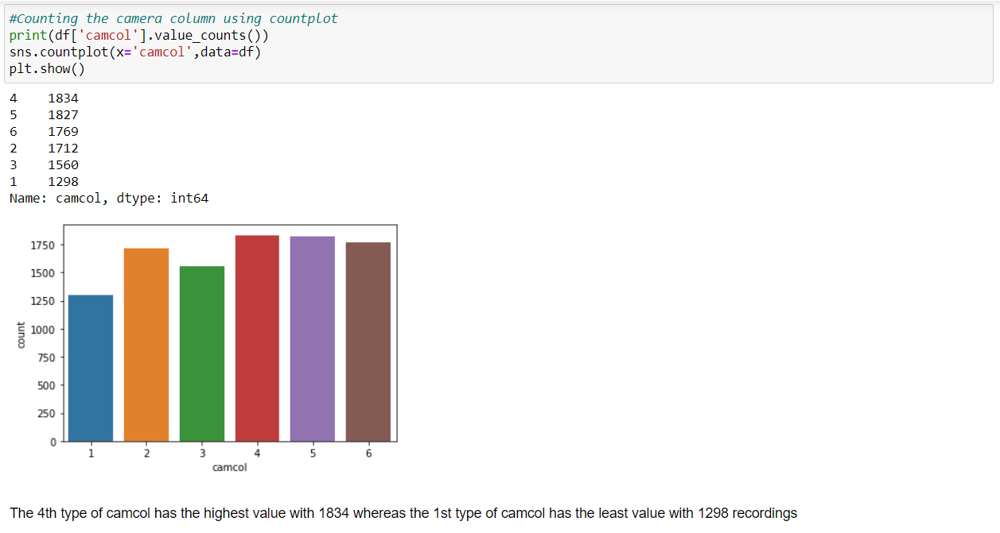 #Counting the camera column using countplot
print(df['camcol'].value_counts())
sns.countplot(x='camcol',data=df)
plt.show()
4    1834
5    1827
6    1769
2    1712
3    1560
1    1298
Name: camcol, dtype: int64
1750
1500
1250
1000
750
500
250
0
count
1 2 3 4 5 6
camcol
The 4th type of camcol has the highest value with 1834 whereas the 1st type of camcol has the least value with 1298 recordings